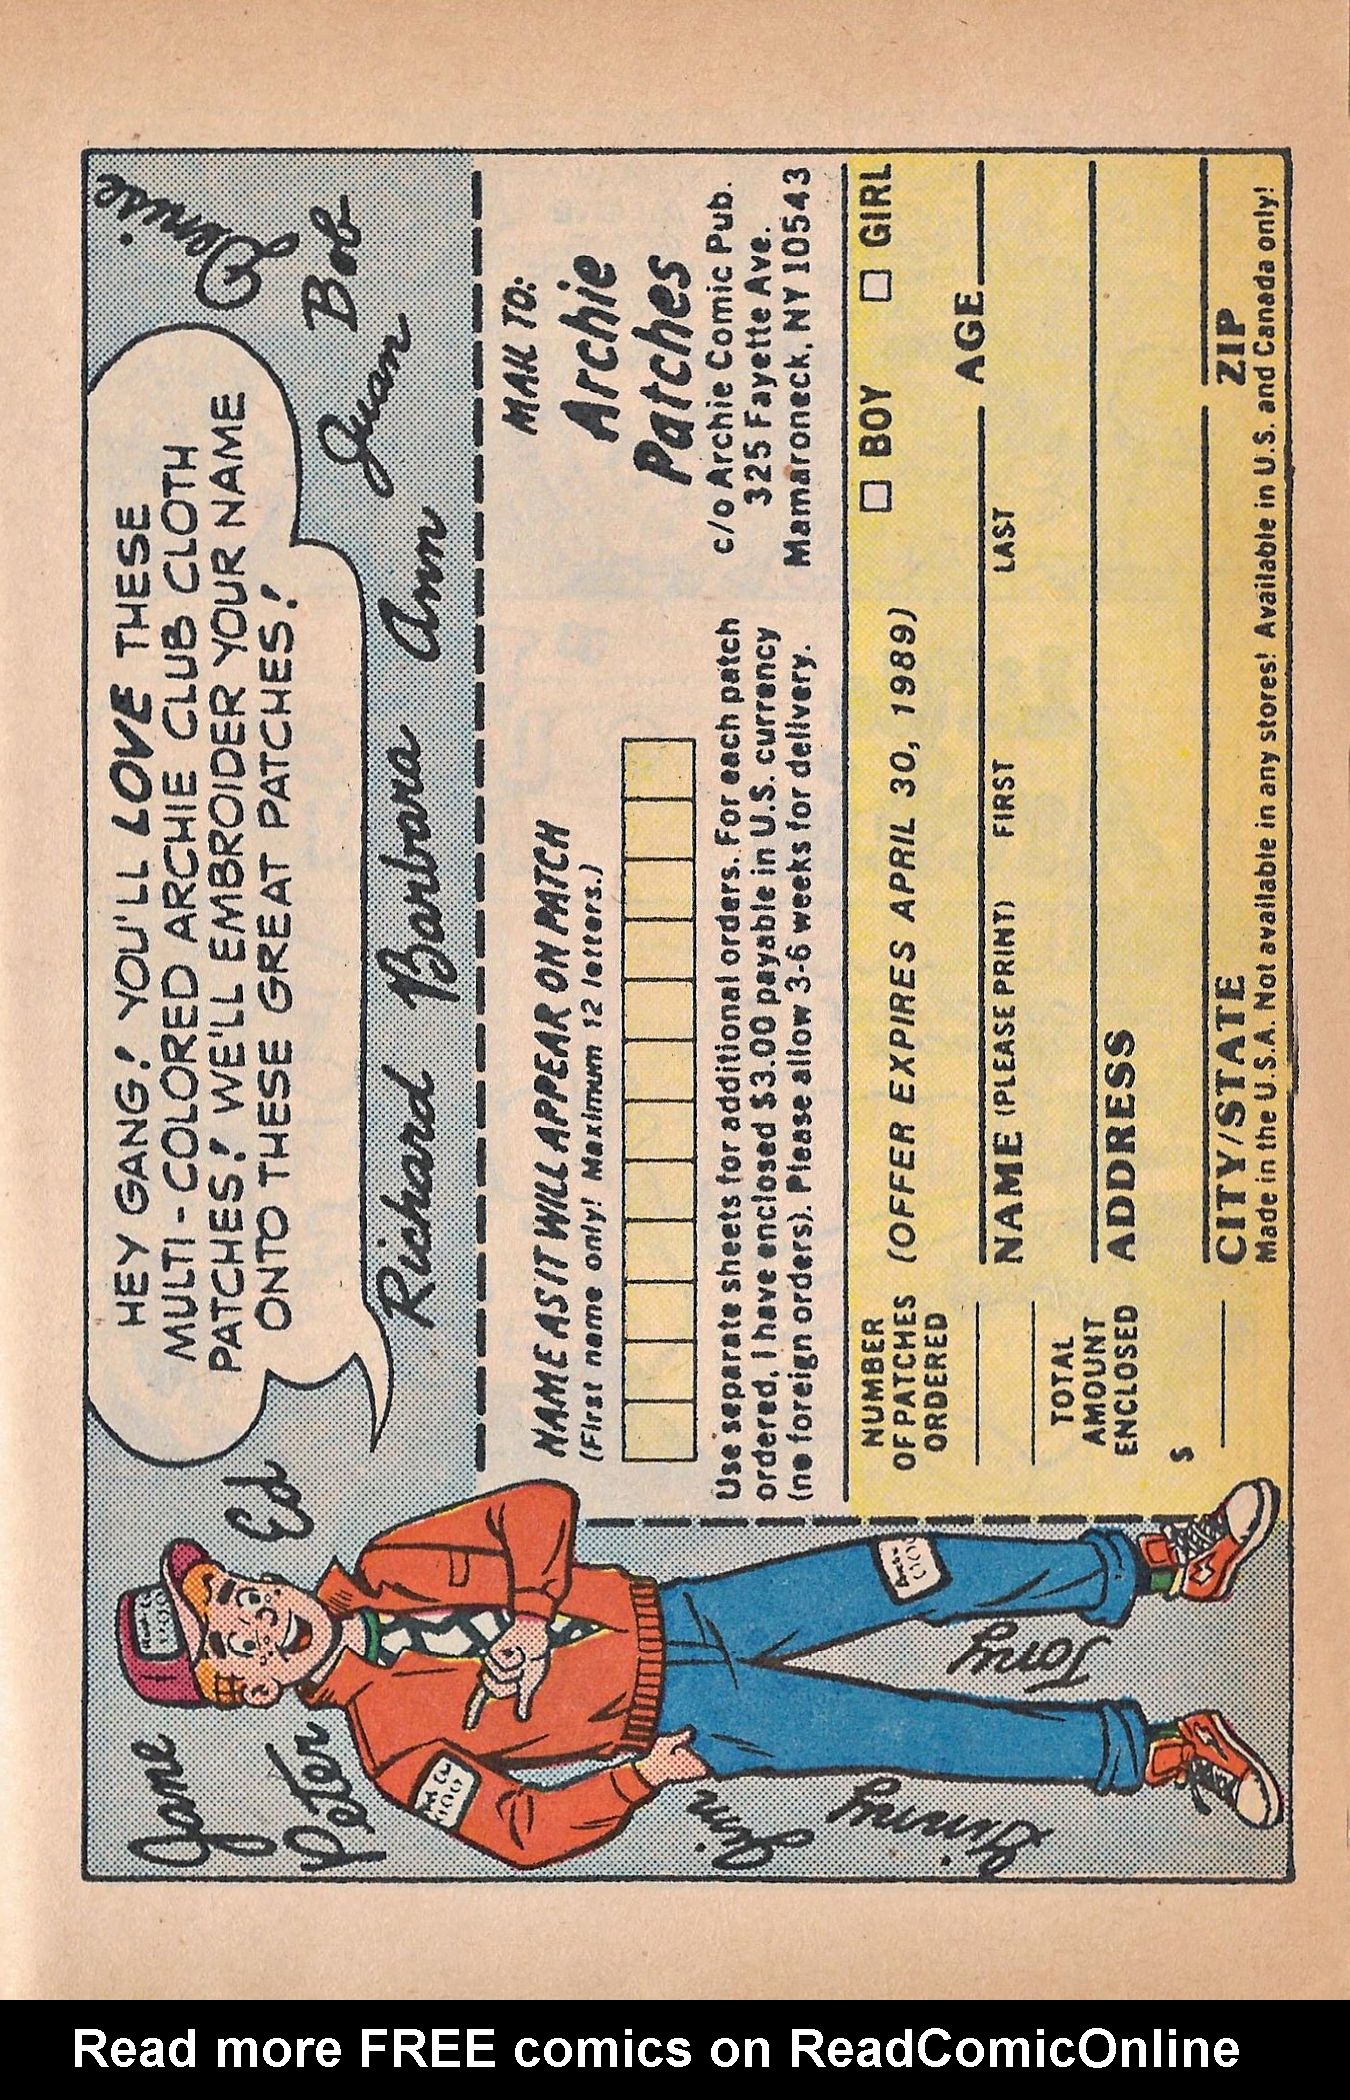 HEY GANG! YOU'LL LOVE THESE
MULTI-COLORED ARCHIE CLUB CLOTH
PATCHES! WE'LL EMBROIDER YOUR NAME
ONTO THESE GREAT PATCHES!
Denise
Bob
Juan
Ann
Barbara
Richard
Ed
Jane
Peter
Jim
Ginny
Tory
NAME AS IT WILL APPEAR ON PATCH
(First name only! Maximum 12 letters.)
MAIL TO:
Archie
Patches
c/o Archie Comic Pub.
325 Fayette Ave.
Mamaroneck, NY 10543
Use separate sheets for additional orders. For each patch
ordered, I have enclosed $3.00 payable in U.S. currency
(no foreign orders). Please allow 3-6 weeks for delivery.
NUMBER
OF PATCHES
ORDERED
TOTAL
AMOUNT
ENCLOSED
$
(OFFER EXPIRES APRIL 30, 1989) □ BOY □ GIRL
NAME (PLEASE PRINT) FIRST LAST AGE
ADDRESS
CITY/STATE ZIP
Made in the U.S.A. Not available in any stores! Available in U.S. and Canada only!
Read more FREE comics on ReadComicOnline